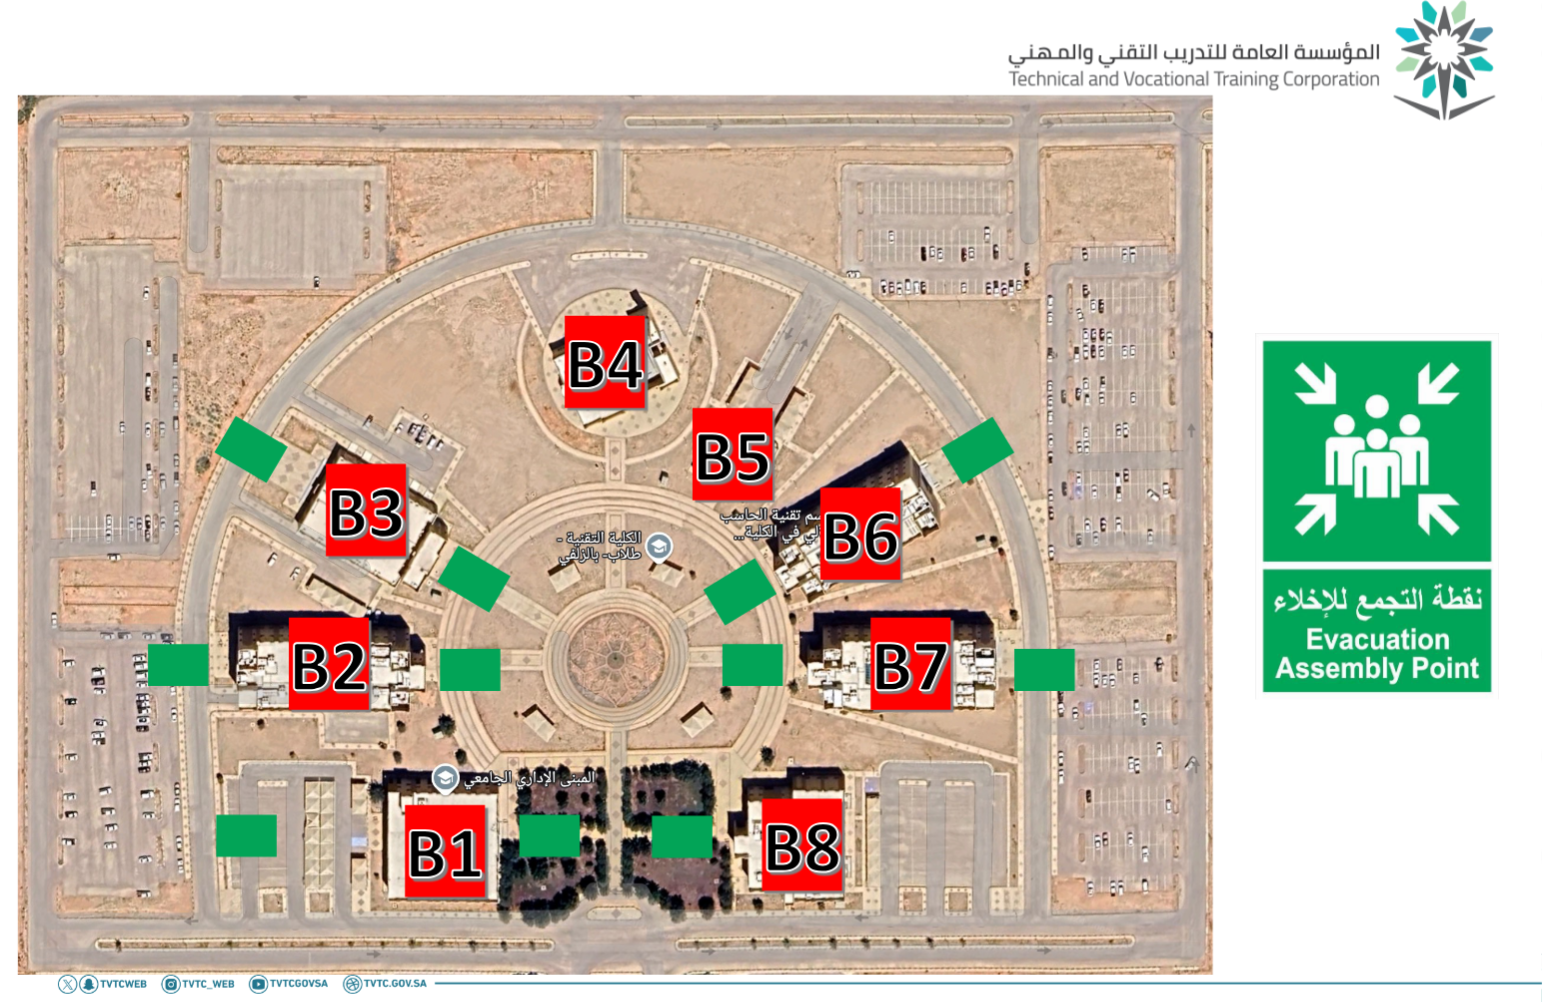 المؤسسة العامة للتدريب التقني والمهني
Technical and Vocational Training Corporation
B4
B5
B3
B6
سم تقنية الحاسب
لي في الكلية...
الكلية التقنية -
طلاب- بالزلفي
B2
B7
المبنى الإداري الجامعي
B1
B8
نقطة التجمع للإخلاء
Evacuation
Assembly Point
TVTCWEB
TVTC_WEB
TVTCGOVSA
TVTC.GOV.SA